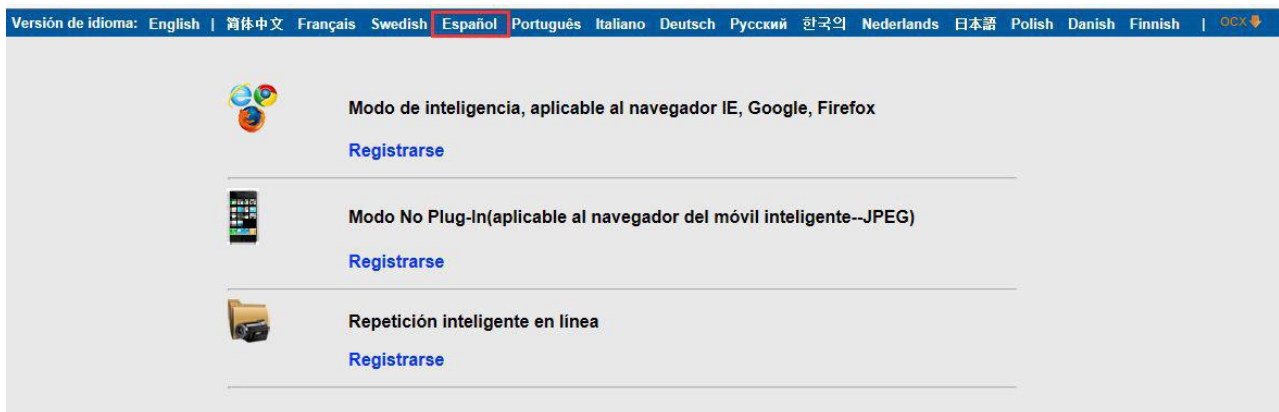 Versión de idioma: English | 简体中文 Français Swedish Español Português Italiano Deutsch Русский 한국의 Nederlands 日本語 Polish Danish Finnish | OCX
Modo de inteligencia, aplicable al navegador IE, Google, Firefox
Registrarse
Modo No Plug-In(aplicable al navegador del móvil inteligente--JPEG)
Registrarse
Repetición inteligente en línea
Registrarse